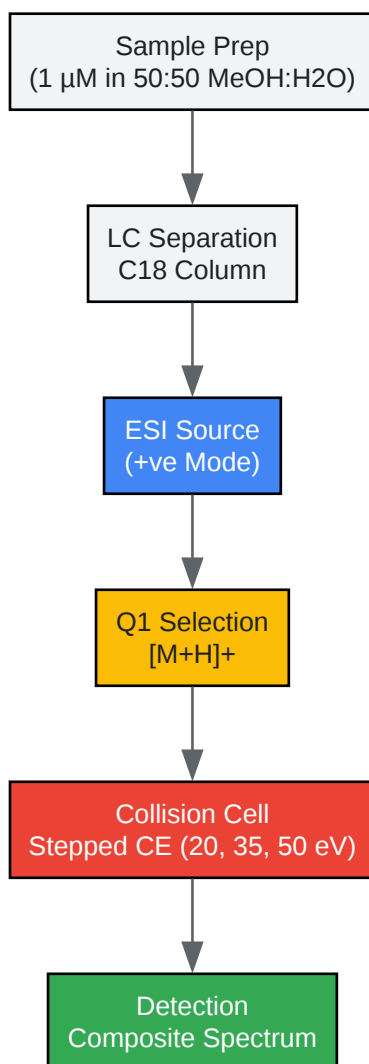 Sample Prep
(1 µM in 50:50 MeOH:H2O)
LC Separation
C18 Column
ESI Source
(+ve Mode)
Q1 Selection
[M+H]+
Collision Cell
Stepped CE (20, 35, 50 eV)
Detection
Composite Spectrum